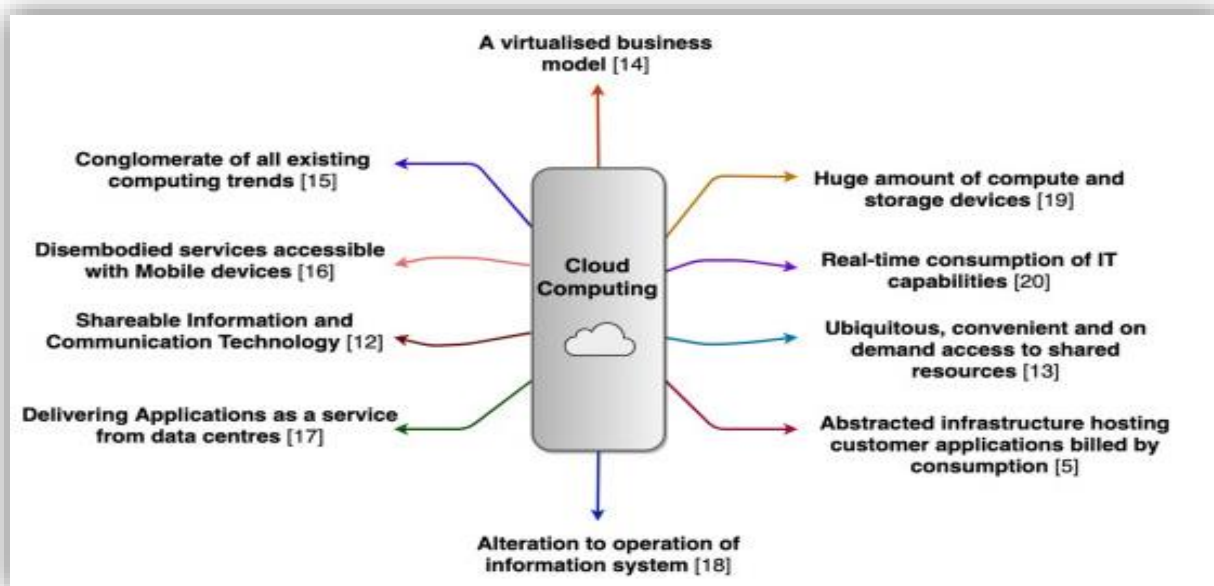 A virtualised business
model [14]
Conglomerate of all existing
computing trends [15]
Disembodied services accessible
with Mobile devices [16]
Shareable Information and
Communication Technology [12]
Delivering Applications as a service
from data centres [17]
Cloud
Computing
Huge amount of compute and
storage devices [19]
Real-time consumption of IT
capabilities [20]
Ubiquitous, convenient and on
demand access to shared
resources [13]
Abstracted infrastructure hosting
customer applications billed by
consumption [5]
Alteration to operation of
information system [18]